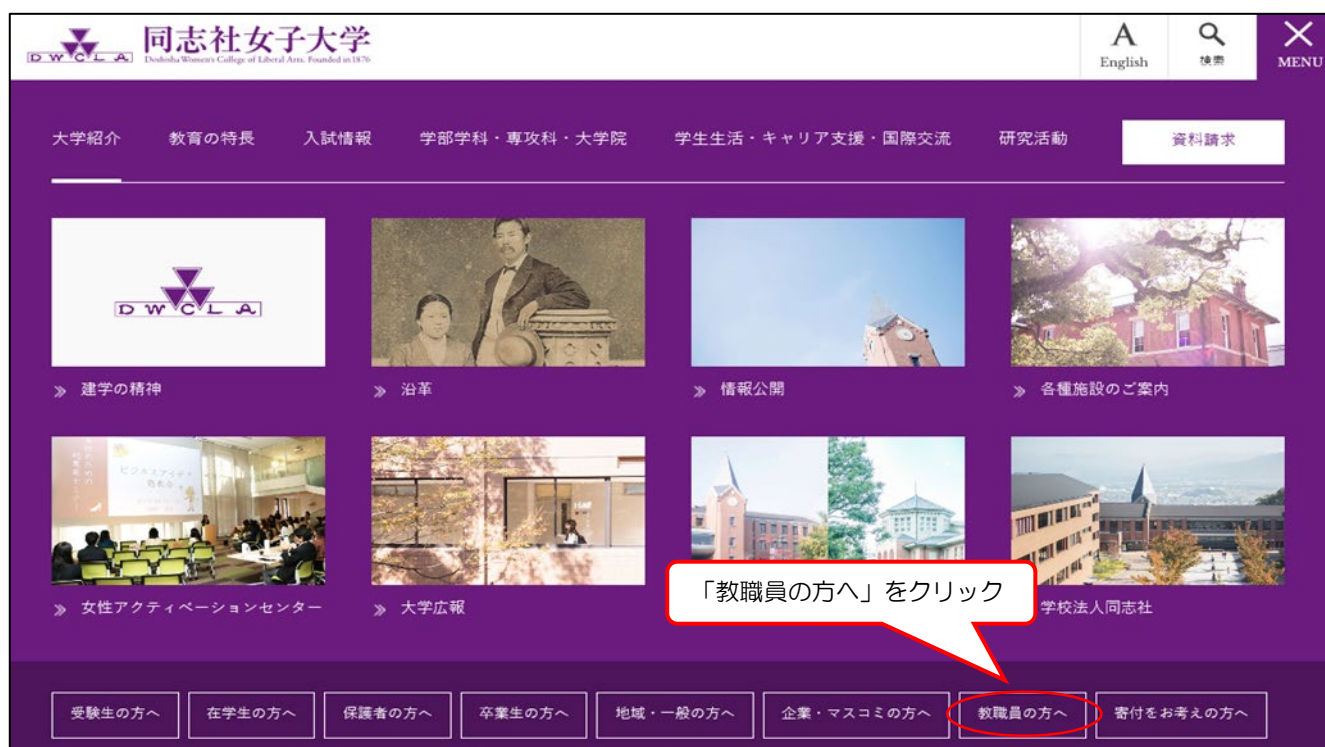 DWCLA
同志社女子大学
Doshisha Women's College of Liberal Arts. Founded in 1876
A
English
検索
MENU
大学紹介 教育の特長 入試情報 学部学科・専攻科・大学院 学生生活・キャリア支援・国際交流 研究活動 資料請求
DWCLA
» 建学の精神
» 沿革
» 情報公開
» 各種施設のご案内
ビジネスアイデア
発表会
» 女性アクティベーションセンター
» 大学広報
学校法人同志社
「教職員の方へ」をクリック
受験生の方へ 在学生の方へ 保護者の方へ 卒業生の方へ 地域・一般の方へ 企業・マスコミの方へ 教職員の方へ 寄付をお考えの方へ